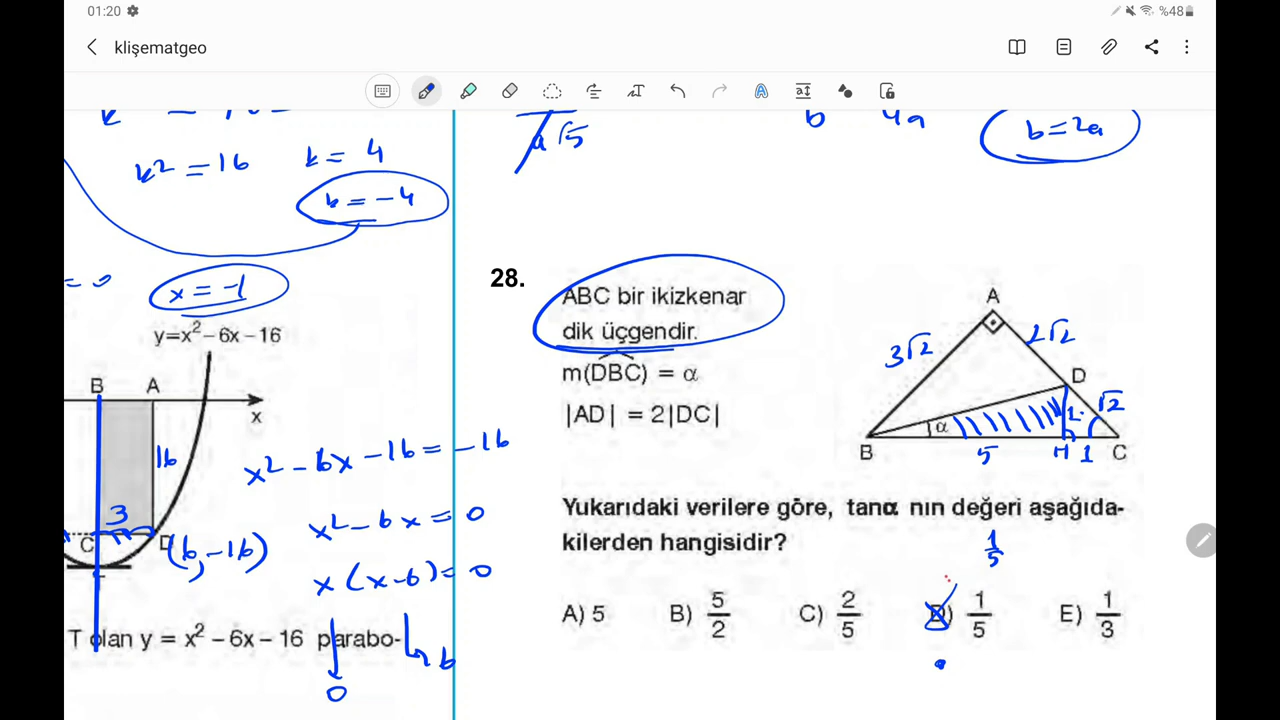 01:20
%48
klişematgeo
k² = 16 k = 4
k = -4
= 0
x = -1
a√5
b 4a
b = 2a
y=x²– 6x – 16
B A
x
16
3
C D (6, -16)
x² - 6x - 16 = -16
x² - 6x = 0
x (x-6) = 0
T olan y = x² – 6x – 16 parabo-
0 6
28.
ABC bir ikizkenar
dik üçgendir.
m(DBC) = α
|AD| = 2|DC|
A
3√2 2√2
D
√2
1
α
B 5 H 1 C
Yukarıdaki verilere göre, tanα nın değeri aşağıda-
kilerden hangisidir?
1/5
A) 5 B) 5/2 C) 2/5 D) 1/5 E) 1/3